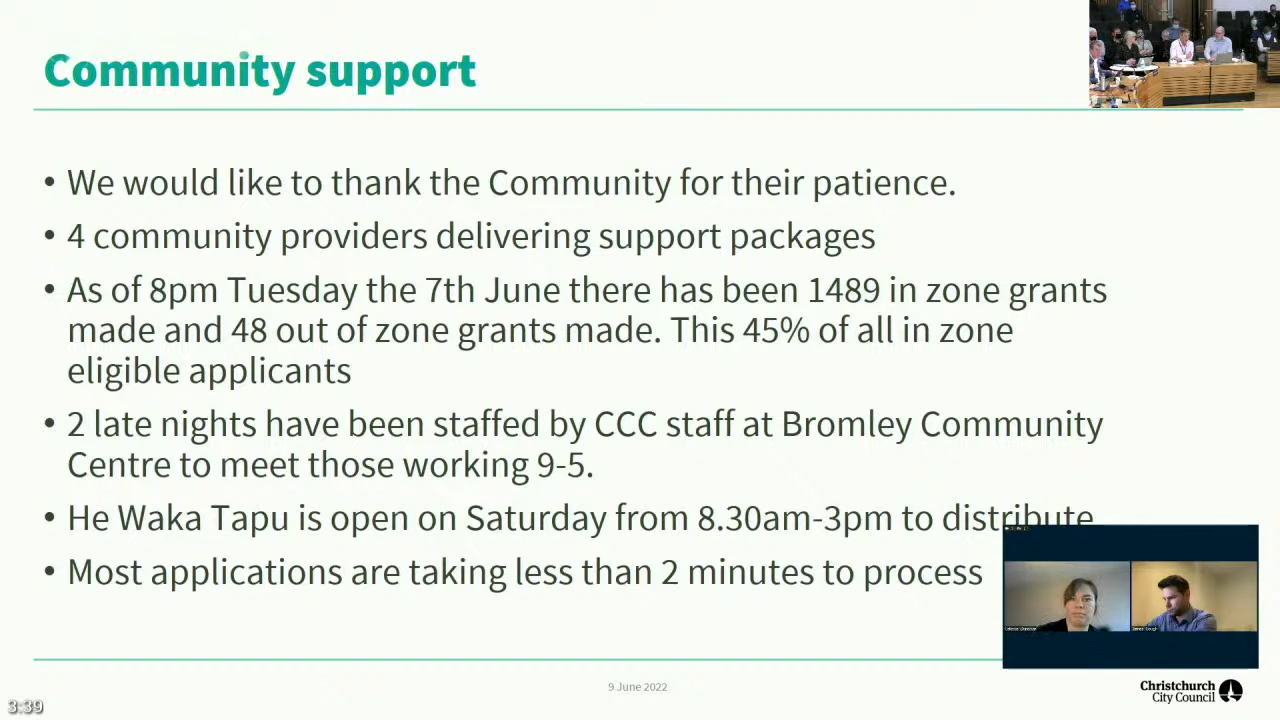 Community support
• We would like to thank the Community for their patience.
• 4 community providers delivering support packages
• As of 8pm Tuesday the 7th June there has been 1489 in zone grants
made and 48 out of zone grants made. This 45% of all in zone
eligible applicants
• 2 late nights have been staffed by CCC staff at Bromley Community
Centre to meet those working 9-5.
• He Waka Tapu is open on Saturday from 8.30am-3pm to distribute
• Most applications are taking less than 2 minutes to process
9 June 2022
Christchurch
City Council
3:39